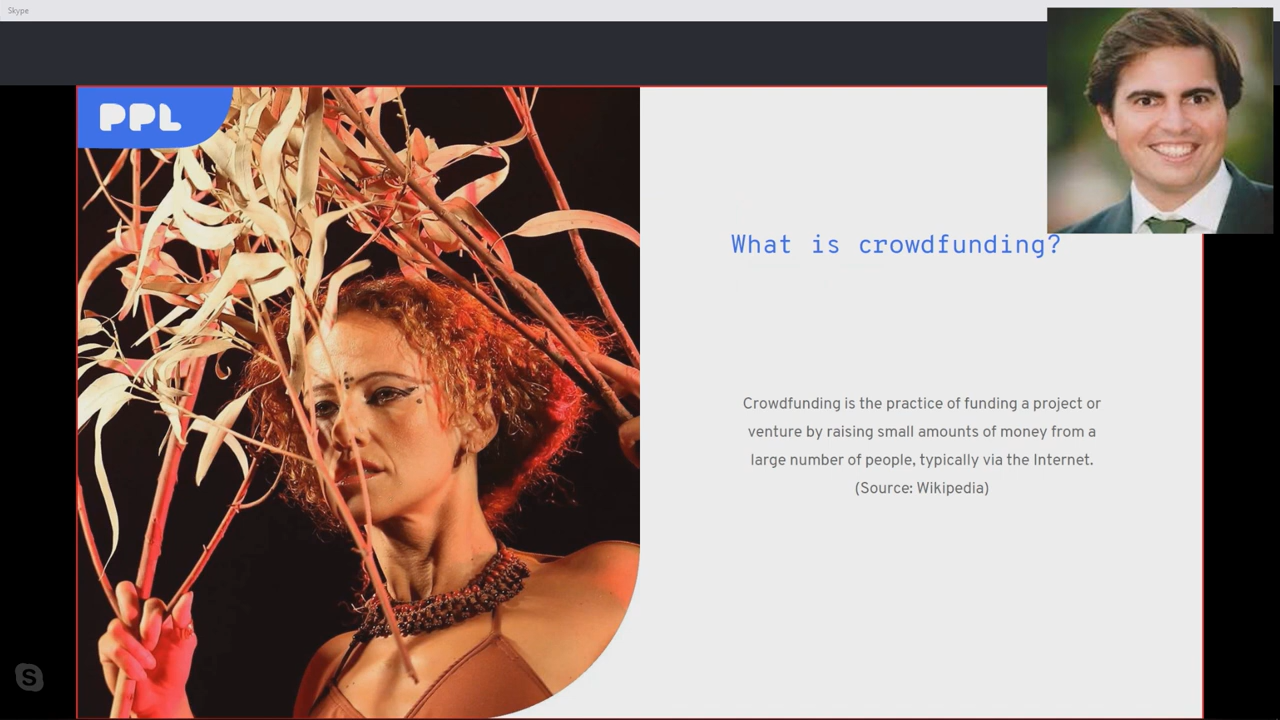 Skype
PPL
What is crowdfunding?
Crowdfunding is the practice of funding a project or
venture by raising small amounts of money from a
large number of people, typically via the Internet.
(Source: Wikipedia)
S